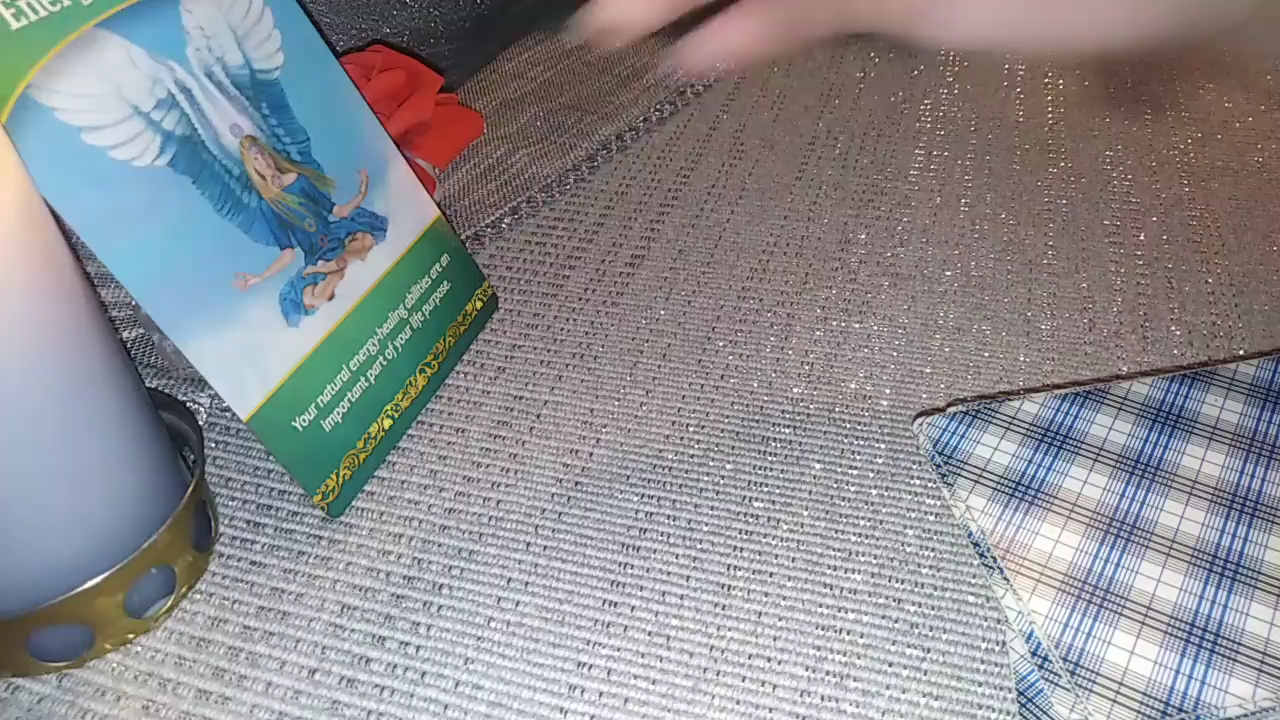 Your natural energy-healing abilities are an
important part of your life purpose.